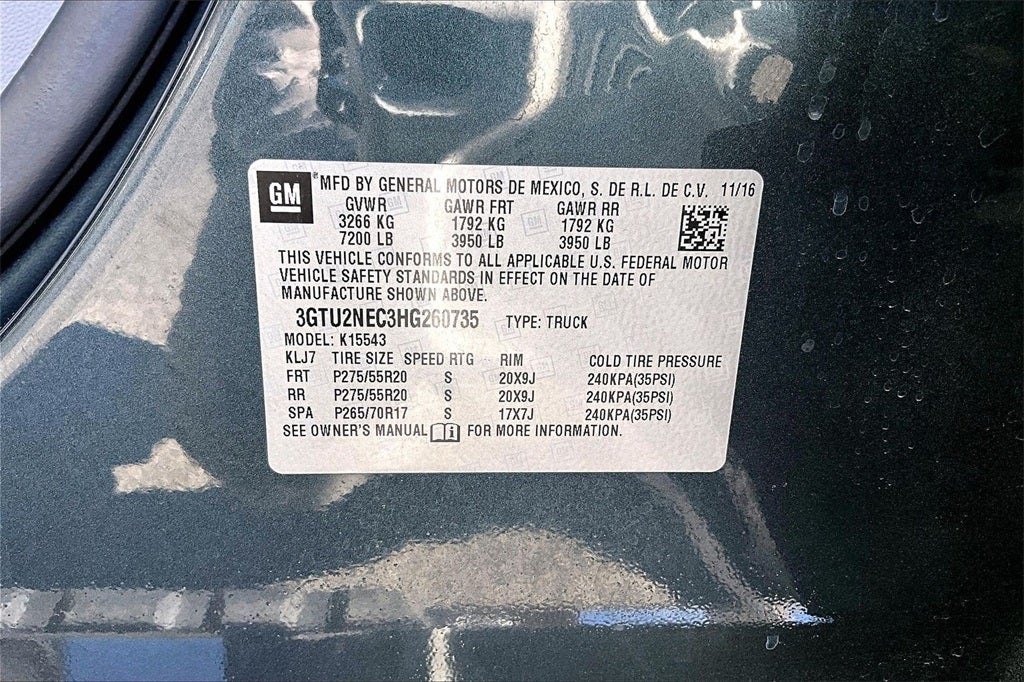 GM ® MFD BY GENERAL MOTORS DE MEXICO, S. DE R.L. DE C.V. 11/16
GVWR GAWR FRT GAWR RR
3266 KG 1792 KG 1792 KG
7200 LB 3950 LB 3950 LB
THIS VEHICLE CONFORMS TO ALL APPLICABLE U.S. FEDERAL MOTOR
VEHICLE SAFETY STANDARDS IN EFFECT ON THE DATE OF
MANUFACTURE SHOWN ABOVE.
3GTU2NEC3HG260735 TYPE: TRUCK
MODEL: K15543
KLJ7 TIRE SIZE SPEED RTG RIM COLD TIRE PRESSURE
FRT P275/55R20 S 20X9J 240KPA(35PSI)
RR P275/55R20 S 20X9J 240KPA(35PSI)
SPA P265/70R17 S 17X7J 240KPA(35PSI)
SEE OWNER'S MANUAL FOR MORE INFORMATION.